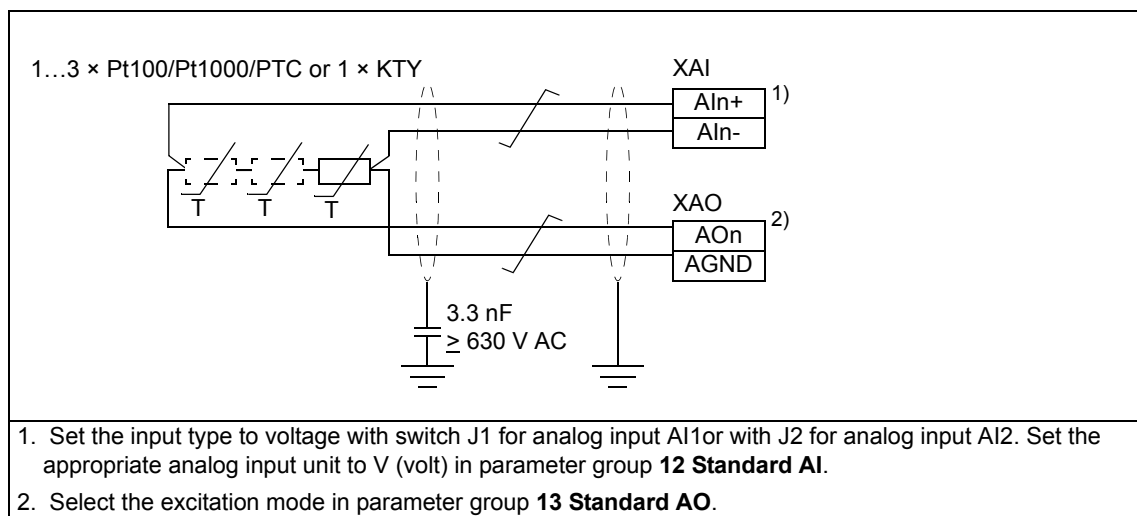 1…3 × Pt100/Pt1000/PTC or 1 × KTY
XAI
AIn+
1)
AIn-
T
T
T
XAO
AOn
2)
AGND
3.3 nF
≥ 630 V AC
1. Set the input type to voltage with switch J1 for analog input AI1or with J2 for analog input AI2. Set the
appropriate analog input unit to V (volt) in parameter group 12 Standard AI.
2. Select the excitation mode in parameter group 13 Standard AO.